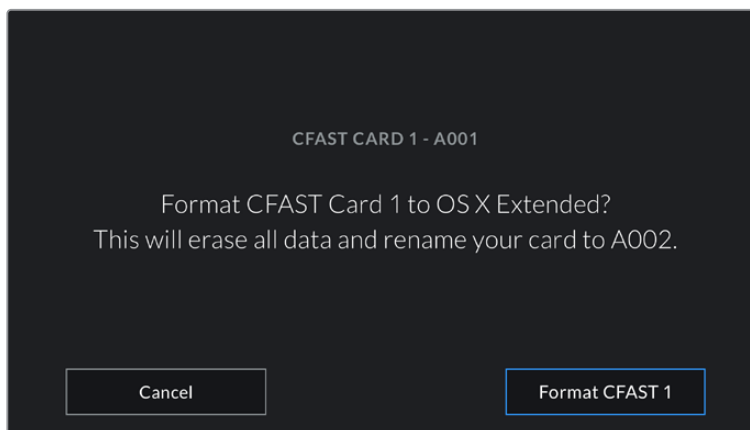 CFAST CARD 1 - A001
Format CFAST Card 1 to OS X Extended?
This will erase all data and rename your card to A002.
Cancel
Format CFAST 1